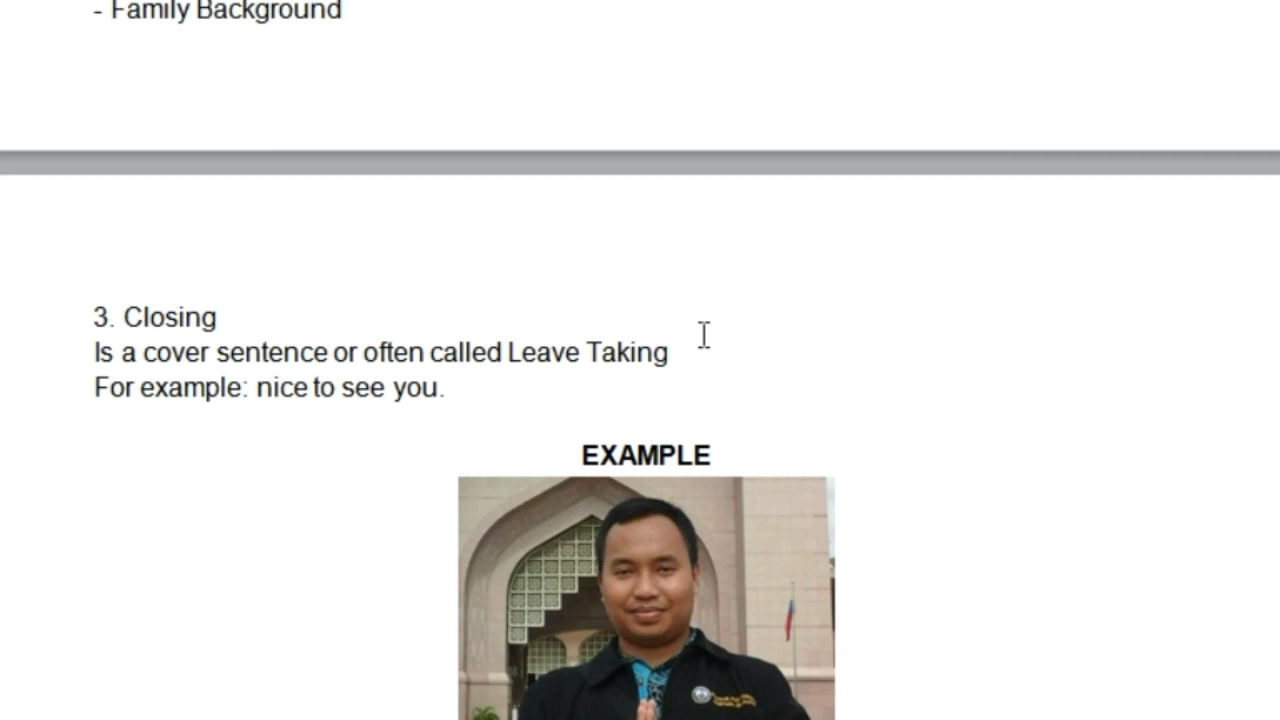 - Family Background
3. Closing
Is a cover sentence or often called Leave Taking
For example: nice to see you.
EXAMPLE